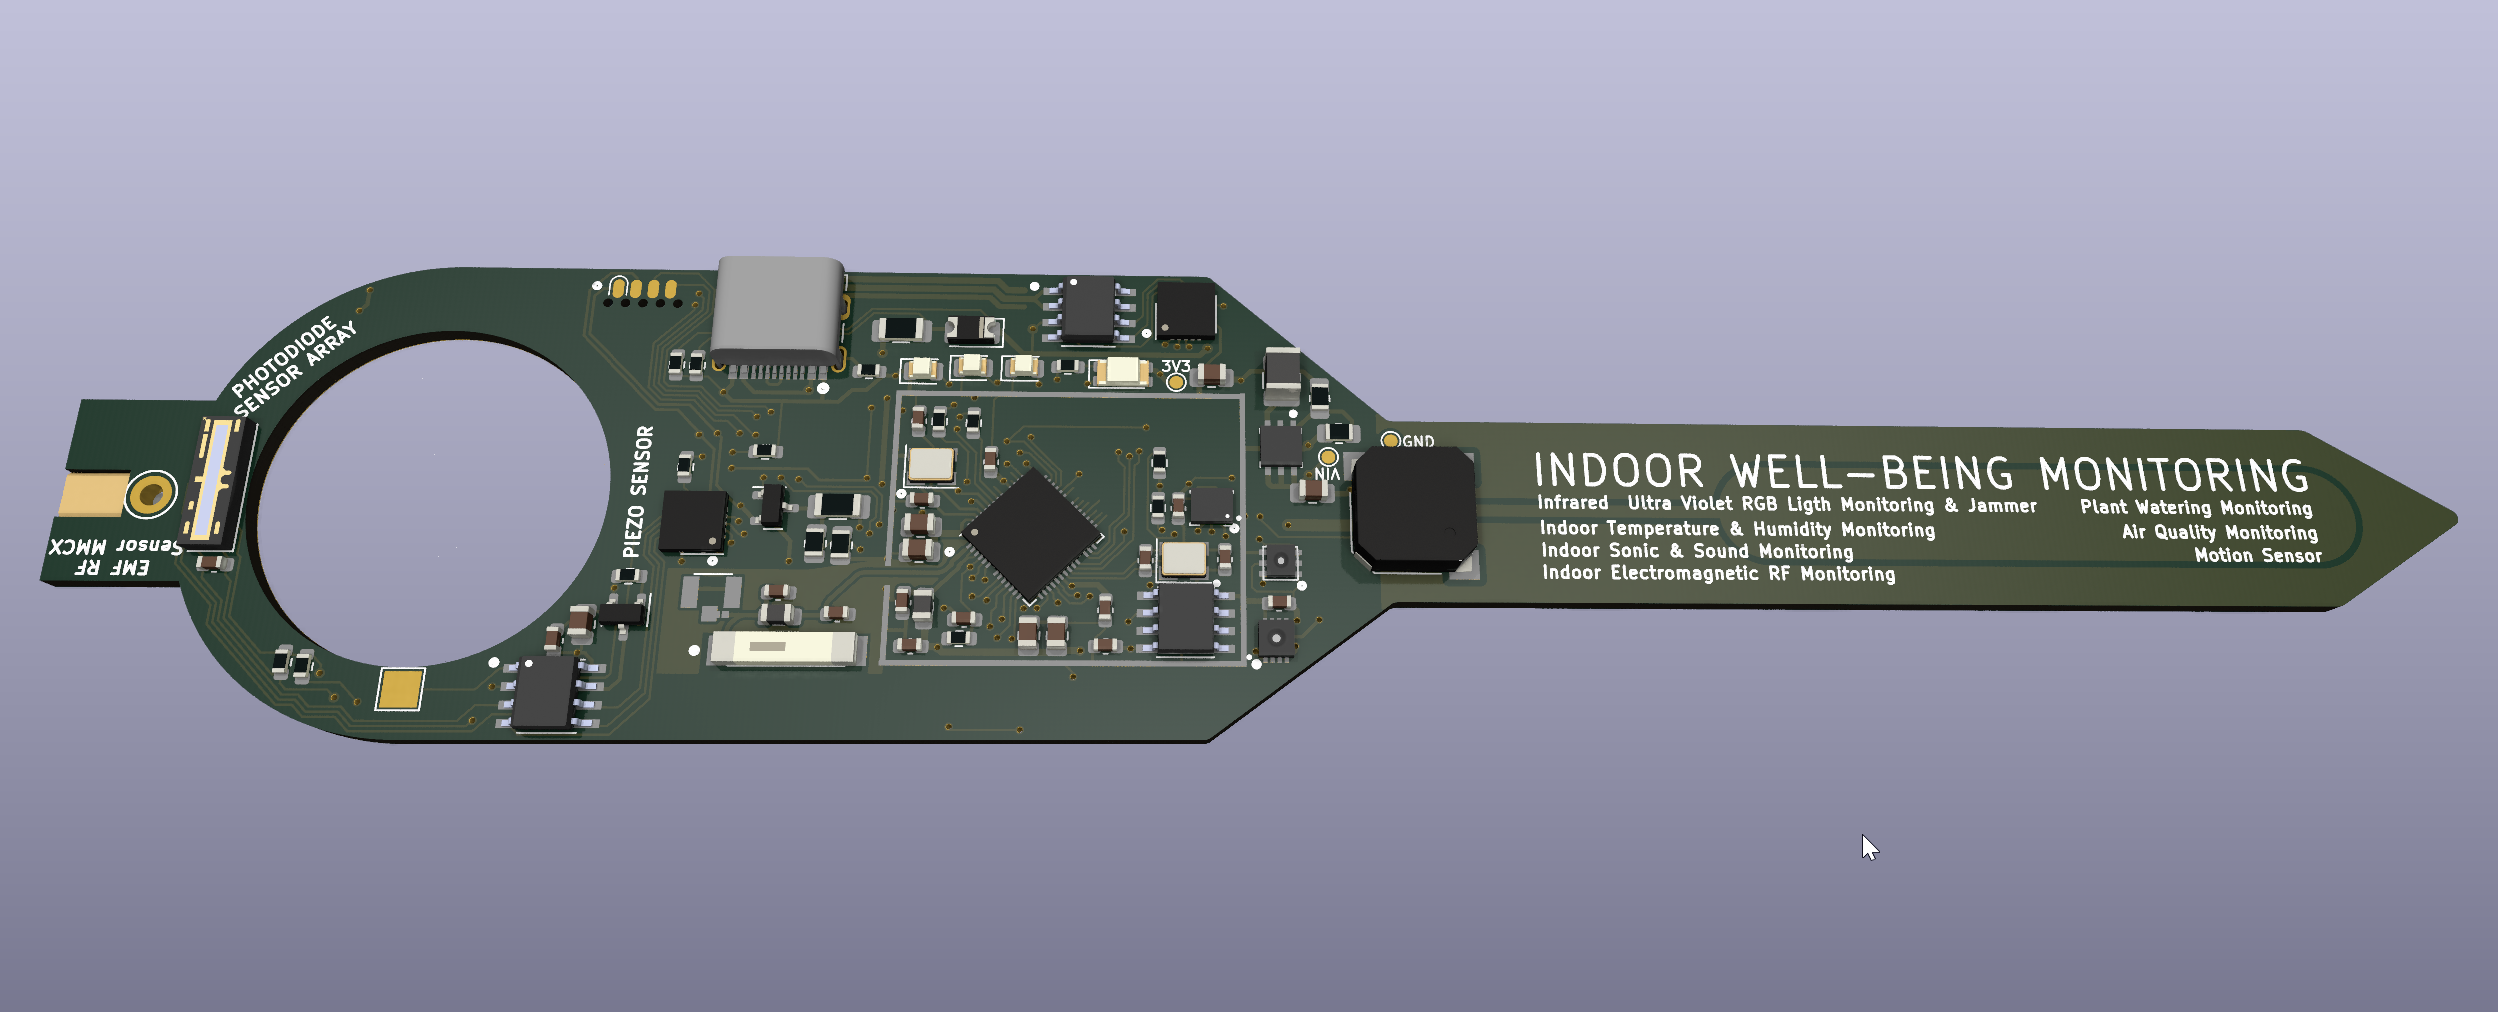 PHOTODIODE
SENSOR ARRAY
EMF RF
Sensor MMCX
PIEZO SENSOR
3V3
GND
VIN
INDOOR WELL-BEING MONITORING
Infrared Ultra Violet RGB Ligth Monitoring & Jammer
Plant Watering Monitoring
Indoor Temperature & Humidity Monitoring
Air Quality Monitoring
Indoor Sonic & Sound Monitoring
Motion Sensor
Indoor Electromagnetic RF Monitoring